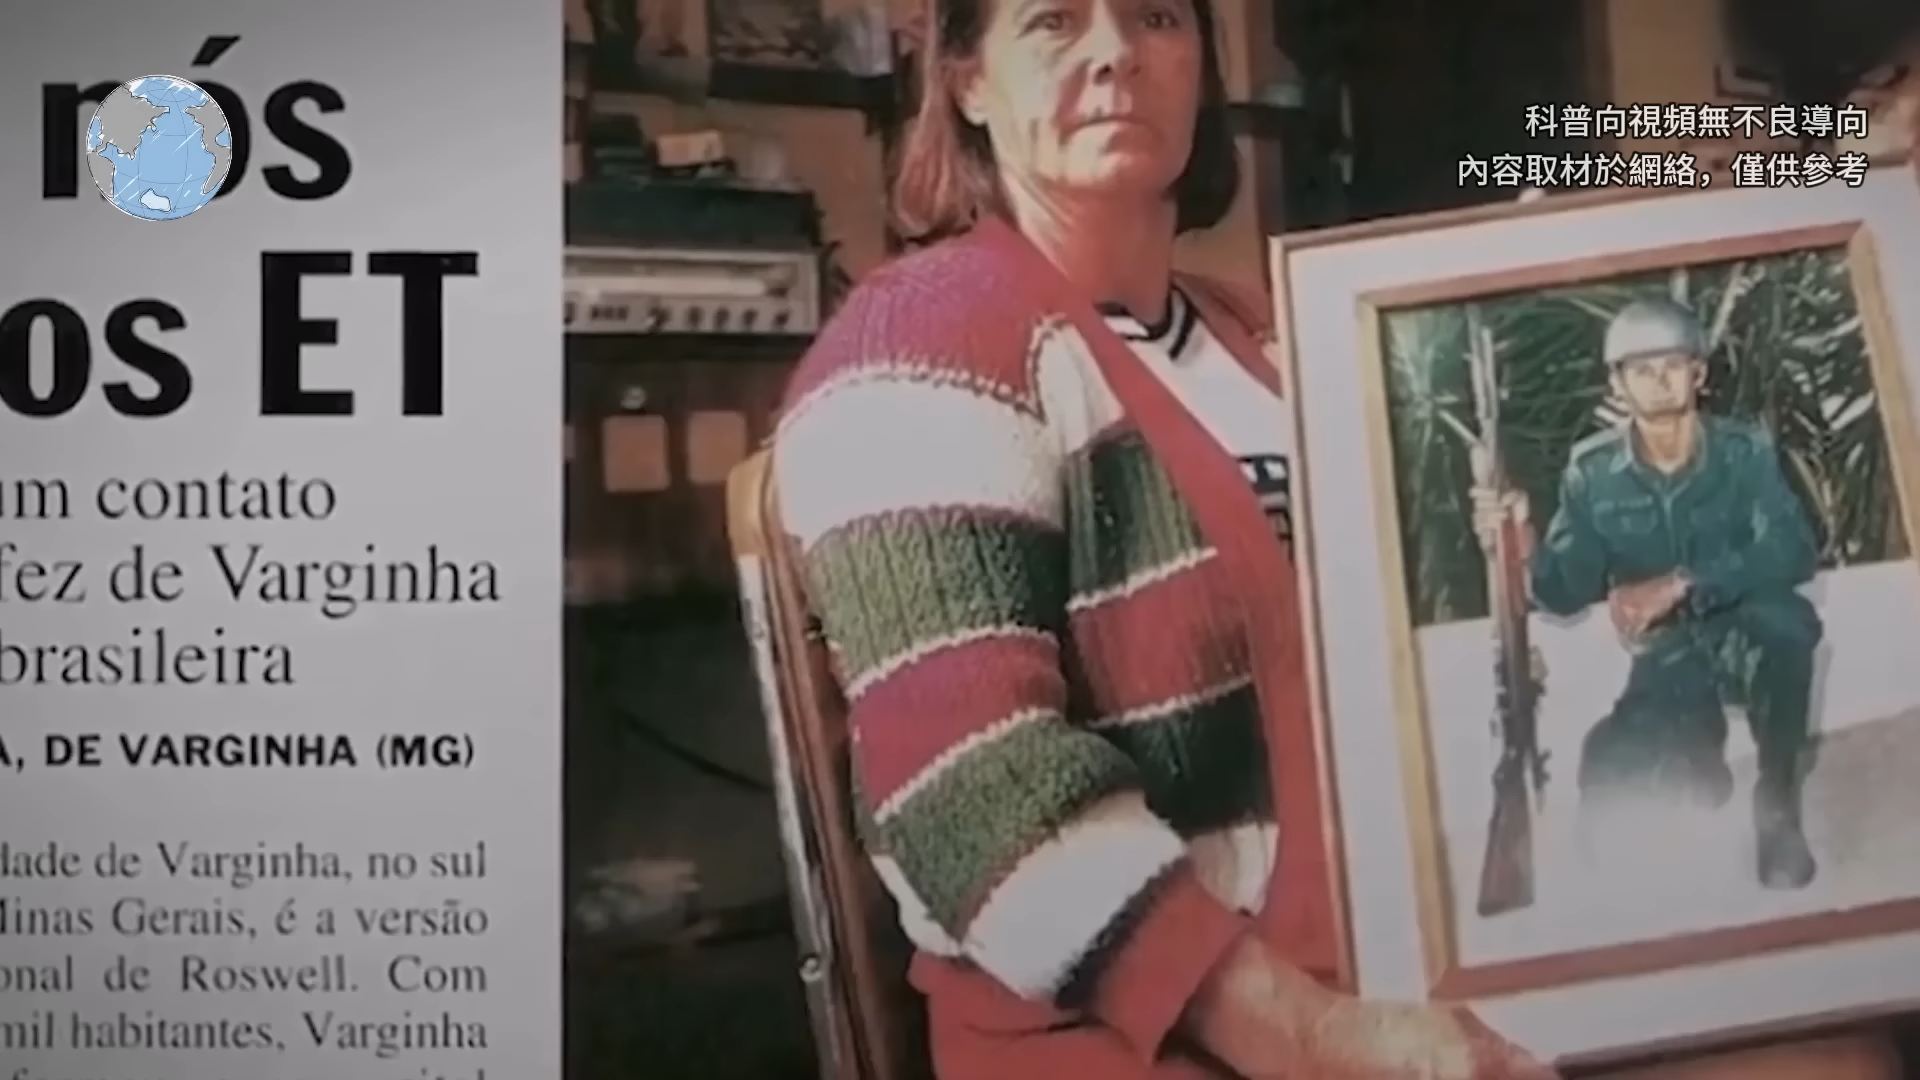 nós
os ET
um contato
fez de Varginha
brasileira
A, DE VARGINHA (MG)
dade de Varginha, no sul
Minas Gerais, é a versão
onal de Roswell. Com
mil habitantes, Varginha
科普向視頻無不良導向
內容取材於網絡，僅供參考